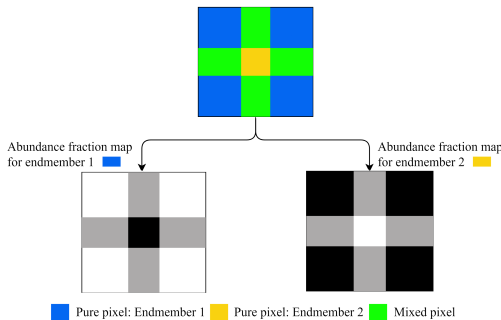 Abundance fraction map
for endmember 1
Abundance fraction map
for endmember 2
Pure pixel: Endmember 1
Pure pixel: Endmember 2
Mixed pixel